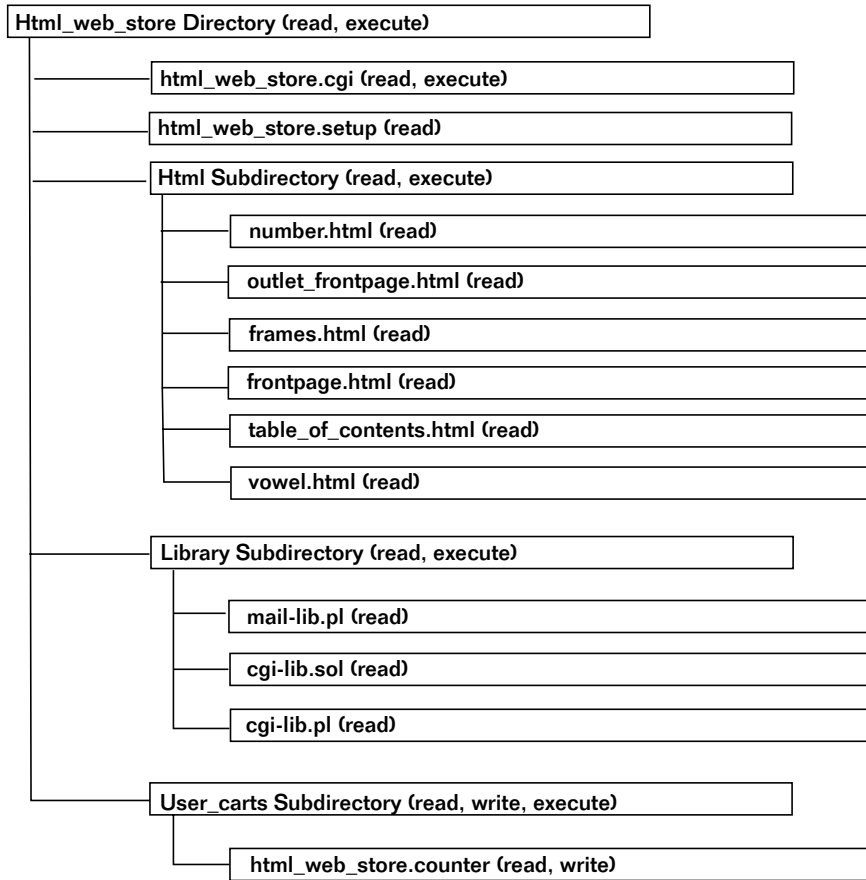 Html_web_store Directory (read, execute)
html_web_store.cgi (read, execute)
html_web_store.setup (read)
Html Subdirectory (read, execute)
number.html (read)
outlet_frontpage.html (read)
frames.html (read)
frontpage.html (read)
table_of_contents.html (read)
vowel.html (read)
Library Subdirectory (read, execute)
mail-lib.pl (read)
cgi-lib.sol (read)
cgi-lib.pl (read)
User_carts Subdirectory (read, write, execute)
html_web_store.counter (read, write)